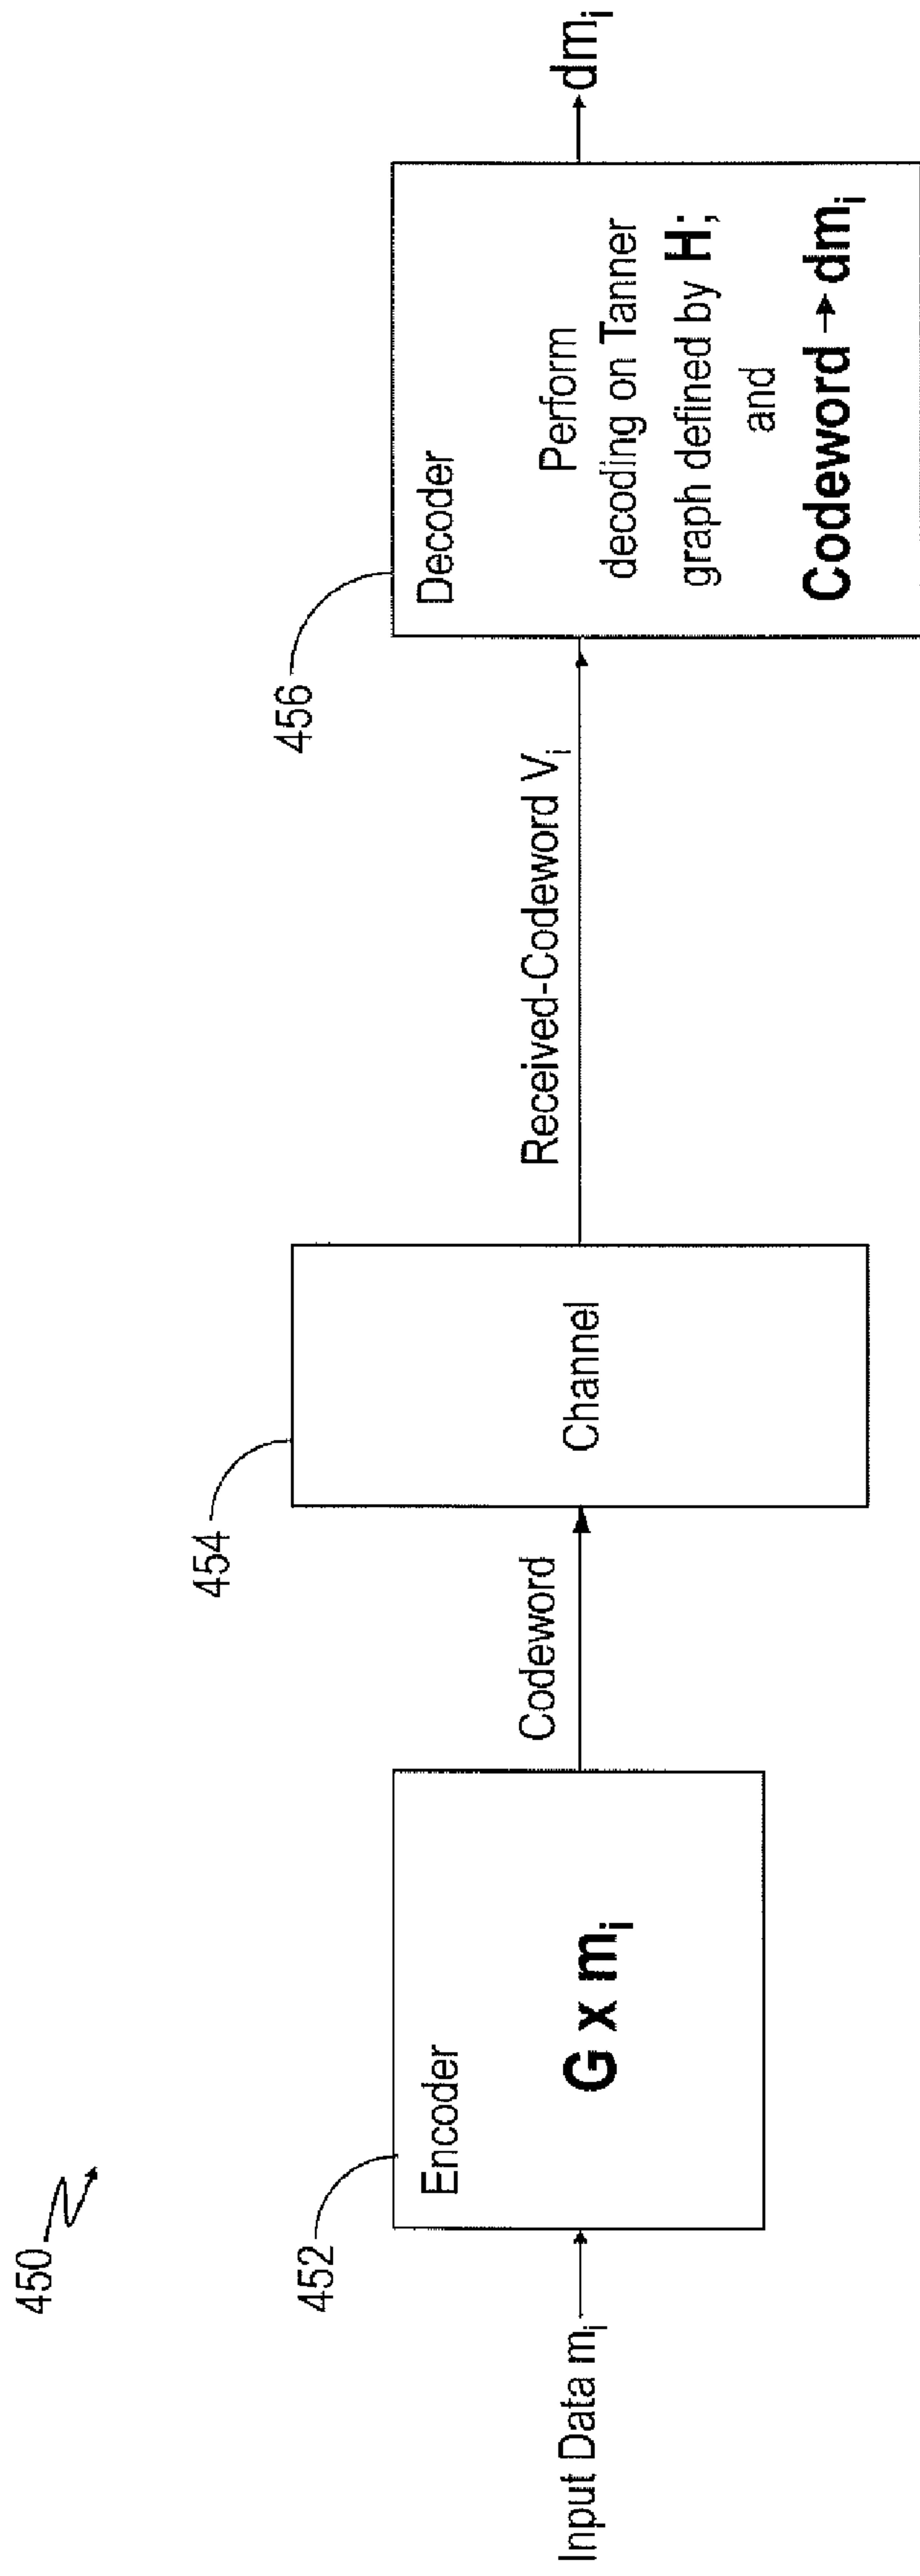 450
452
454
456
Input Data mi
Encoder
G x mi
Codeword
Channel
Received-Codeword Vi
Decoder
Perform
decoding on Tanner
graph defined by H;
and
Codeword → dmi
dmi